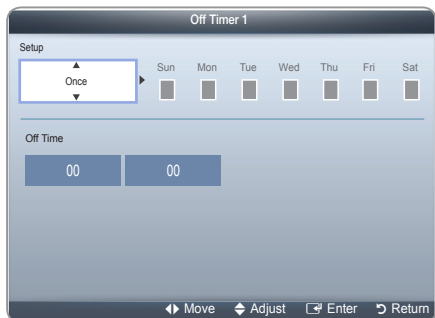 Off Timer 1
Setup
Once
Sun Mon Tue Wed Thu Fri Sat
Off Time
00 00
Move Adjust Enter Return